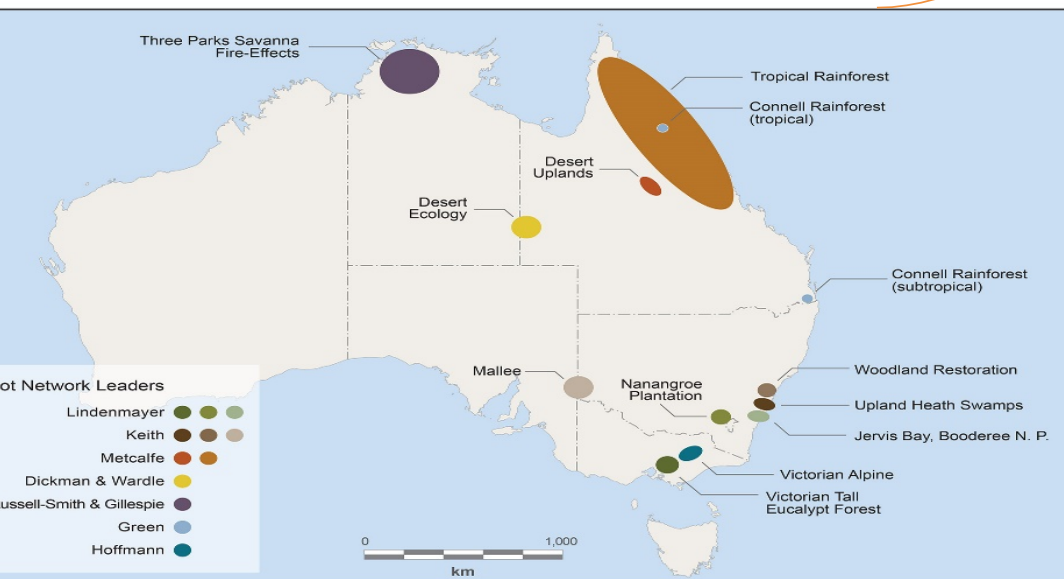 Three Parks Savanna
Fire-Effects
Tropical Rainforest
Connell Rainforest
(tropical)
Desert
Uplands
Desert
Ecology
Connell Rainforest
(subtropical)
Mallee
Nanangroe
Plantation
Woodland Restoration
Upland Heath Swamps
Jervis Bay, Booderee N. P.
Victorian Alpine
Victorian Tall
Eucalypt Forest
ot Network Leaders
Lindenmayer
Keith
Metcalfe
Dickman & Wardle
ussell-Smith & Gillespie
Green
Hoffmann
0 1,000
km